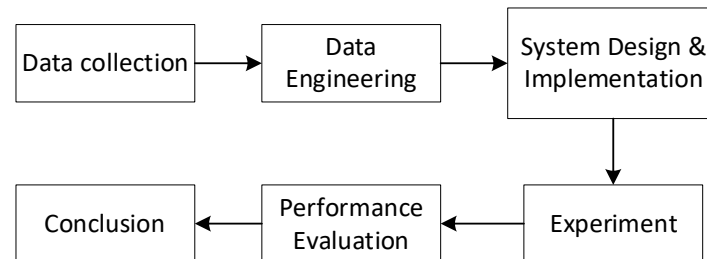 Data collection
Data
Engineering
System Design &
Implementation
Experiment
Performance
Evaluation
Conclusion